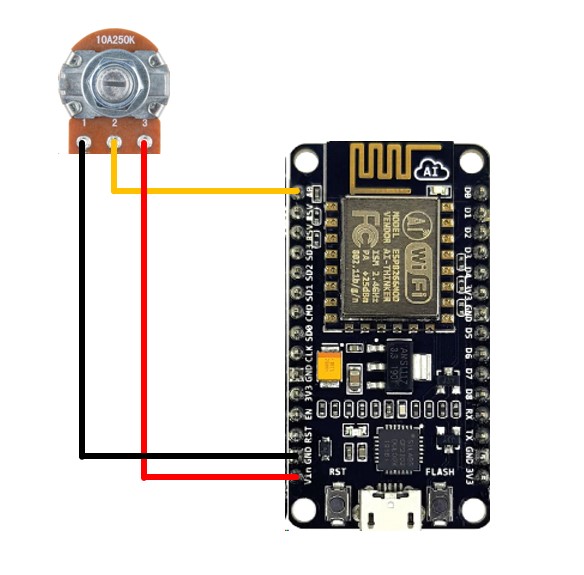 10A250K
1 2 3
AI
A0
RSV
RSV
SD3
SD2
SD1
CMD
SD0
CLK
GND
3V3
EN
RST
GND
Vin
Ai
WiFi
MODEL ESP8266MOD
VENDOR AI-THINKER
FC
ISM 2.4GHz
PA +25dBm
802.11b/g/n
D0
D1
D2
D3
D4
3V3
GND
D5
D6
D7
D8
RX
TX
GND
3V3
RST
FLASH